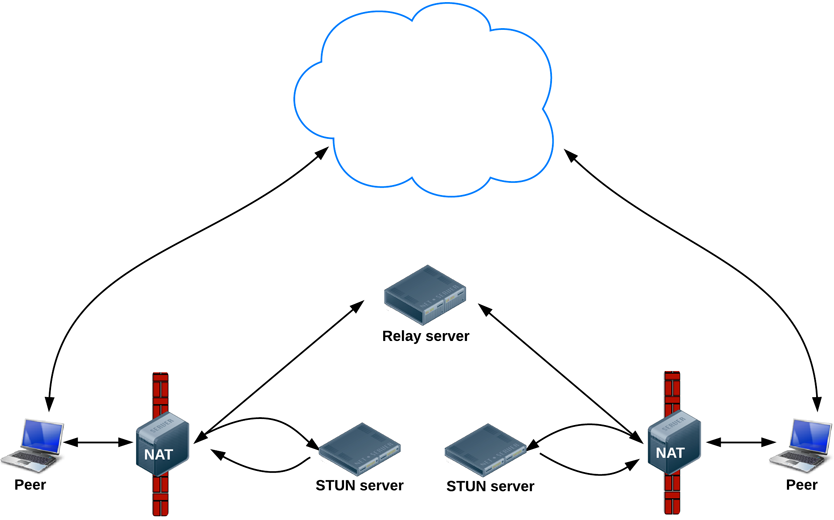 Relay server
NAT
NAT
STUN server
STUN server
Peer
Peer